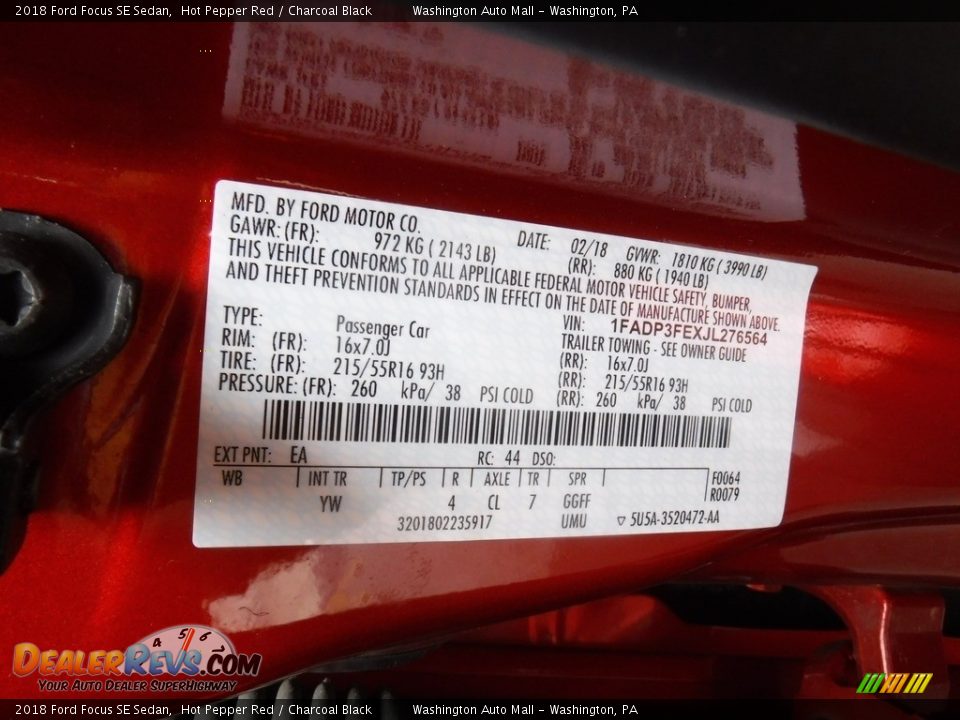 2018 Ford Focus SE Sedan, Hot Pepper Red / Charcoal Black Washington Auto Mall - Washington, PA
MFD. BY FORD MOTOR CO. DATE: 02/18 GVWR: 1810 KG ( 3990 LB)
GAWR: (FR): 972 KG ( 2143 LB) (RR): 880 KG ( 1940 LB)
THIS VEHICLE CONFORMS TO ALL APPLICABLE FEDERAL MOTOR VEHICLE SAFETY, BUMPER,
AND THEFT PREVENTION STANDARDS IN EFFECT ON THE DATE OF MANUFACTURE SHOWN ABOVE.
VIN: 1FADP3FEXJL276564
TYPE: Passenger Car TRAILER TOWING - SEE OWNER GUIDE
RIM: (FR): 16x7.0J (RR): 16x7.0J
TIRE: (FR): 215/55R16 93H (RR): 215/55R16 93H
PRESSURE: (FR): 260 kPa/ 38 PSI COLD (RR): 260 kPa/ 38 PSI COLD
EXT PNT: EA RC: 44 DSO:
WB INT TR TP/PS R AXLE TR SPR F0064
YW 4 CL 7 GGFF R0079
3201802235917 UMU ▽ 5U5A-3520472-AA
4 5 6
DealerRevs.com
Your Auto Dealer SuperHighway
2018 Ford Focus SE Sedan, Hot Pepper Red / Charcoal Black Washington Auto Mall - Washington, PA